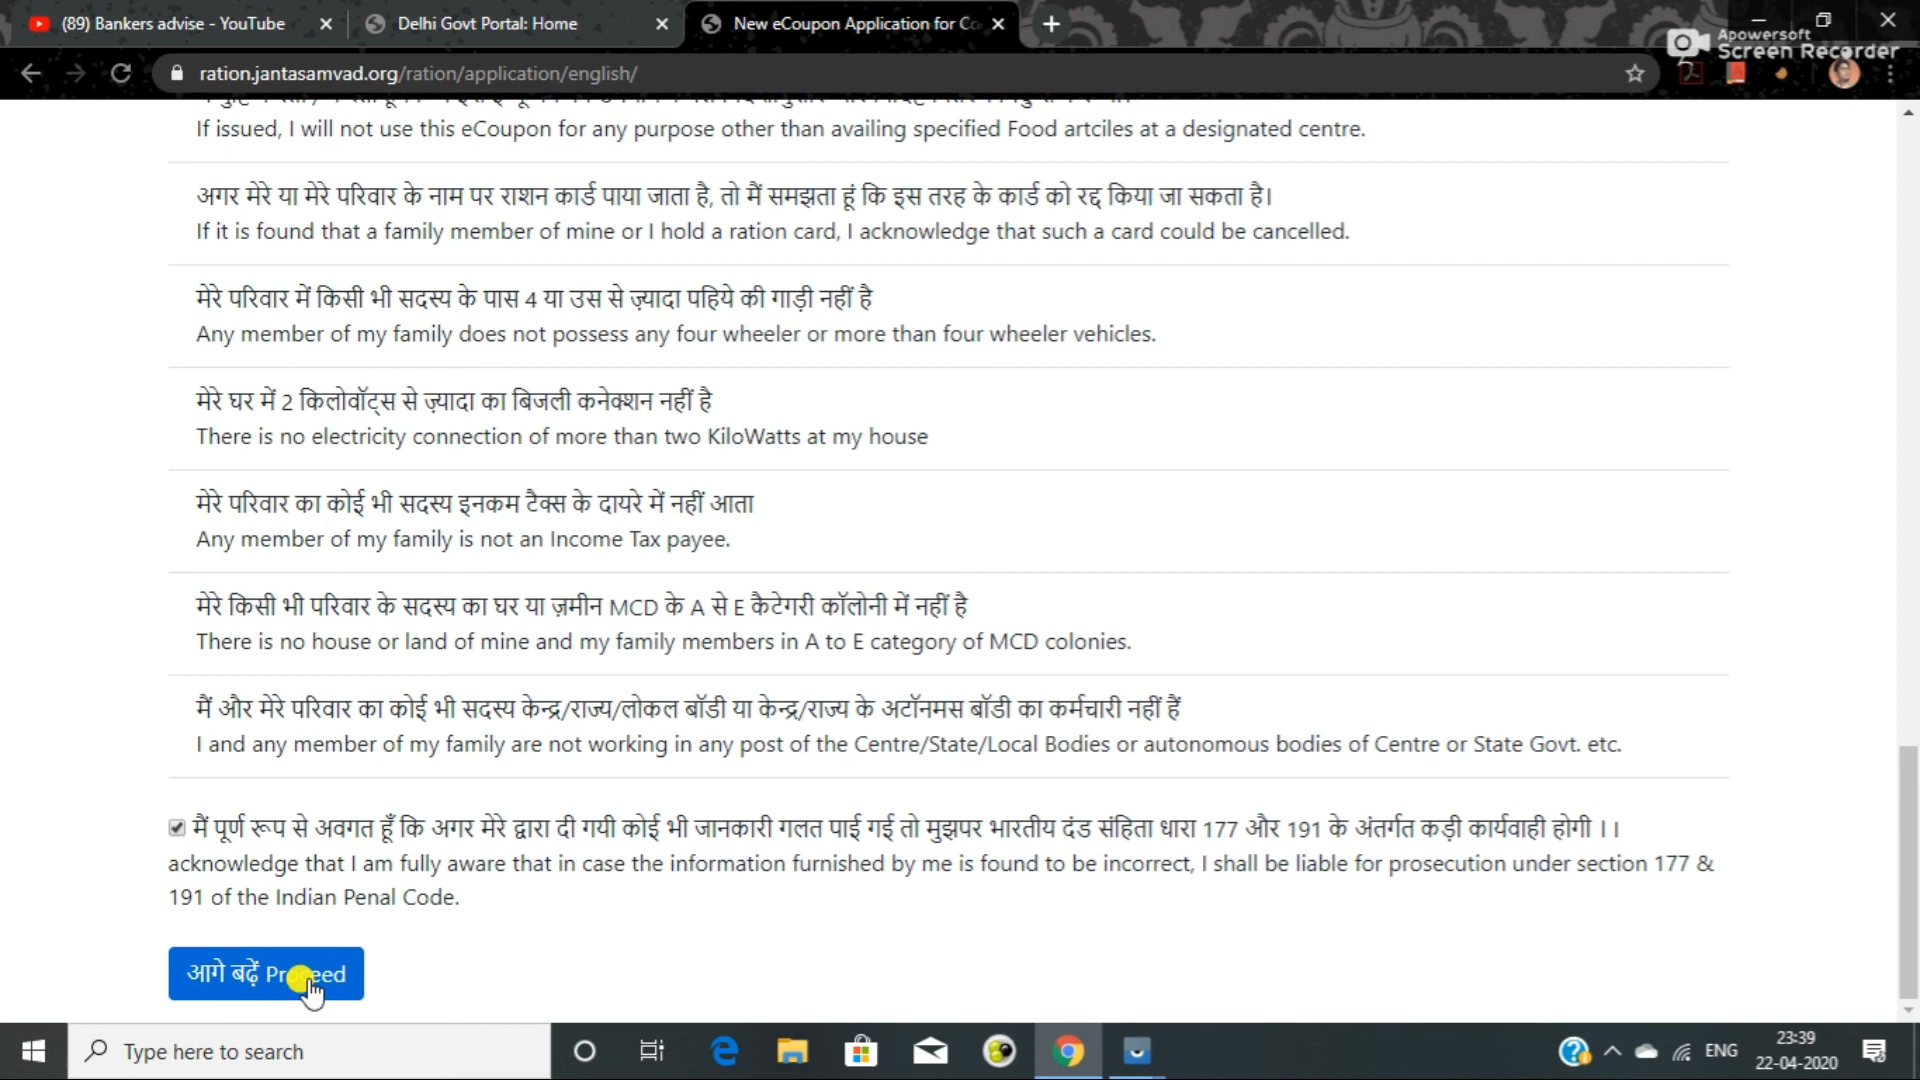 (89) Bankers advise - YouTube
Delhi Govt Portal: Home
New eCoupon Application for Co
Apowersoft
Screen Recorder
ration.jantasamvad.org/ration/application/english/
If issued, I will not use this eCoupon for any purpose other than availing specified Food artciles at a designated centre.
अगर मेरे या मेरे परिवार के नाम पर राशन कार्ड पाया जाता है, तो मैं समझता हूं कि इस तरह के कार्ड को रद्द किया जा सकता है।
If it is found that a family member of mine or I hold a ration card, I acknowledge that such a card could be cancelled.
मेरे परिवार में किसी भी सदस्य के पास 4 या उस से ज़्यादा पहिये की गाड़ी नहीं है
Any member of my family does not possess any four wheeler or more than four wheeler vehicles.
मेरे घर में 2 किलोवॉट्स से ज़्यादा का बिजली कनेक्शन नहीं है
There is no electricity connection of more than two KiloWatts at my house
मेरे परिवार का कोई भी सदस्य इनकम टैक्स के दायरे में नहीं आता
Any member of my family is not an Income Tax payee.
मेरे किसी भी परिवार के सदस्य का घर या ज़मीन MCD के A से E कैटेगरी कॉलोनी में नहीं है
There is no house or land of mine and my family members in A to E category of MCD colonies.
मैं और मेरे परिवार का कोई भी सदस्य केन्द्र/राज्य/लोकल बॉडी या केन्द्र/राज्य के अटॉनमस बॉडी का कर्मचारी नहीं हैं
I and any member of my family are not working in any post of the Centre/State/Local Bodies or autonomous bodies of Centre or State Govt. etc.
मैं पूर्ण रूप से अवगत हूँ कि अगर मेरे द्वारा दी गयी कोई भी जानकारी गलत पाई गई तो मुझपर भारतीय दंड संहिता धारा 177 और 191 के अंतर्गत कड़ी कार्यवाही होगी । I
acknowledge that I am fully aware that in case the information furnished by me is found to be incorrect, I shall be liable for prosecution under section 177 &
191 of the Indian Penal Code.
आगे बढ़ें Proceed
Type here to search
ENG
23:39
22-04-2020